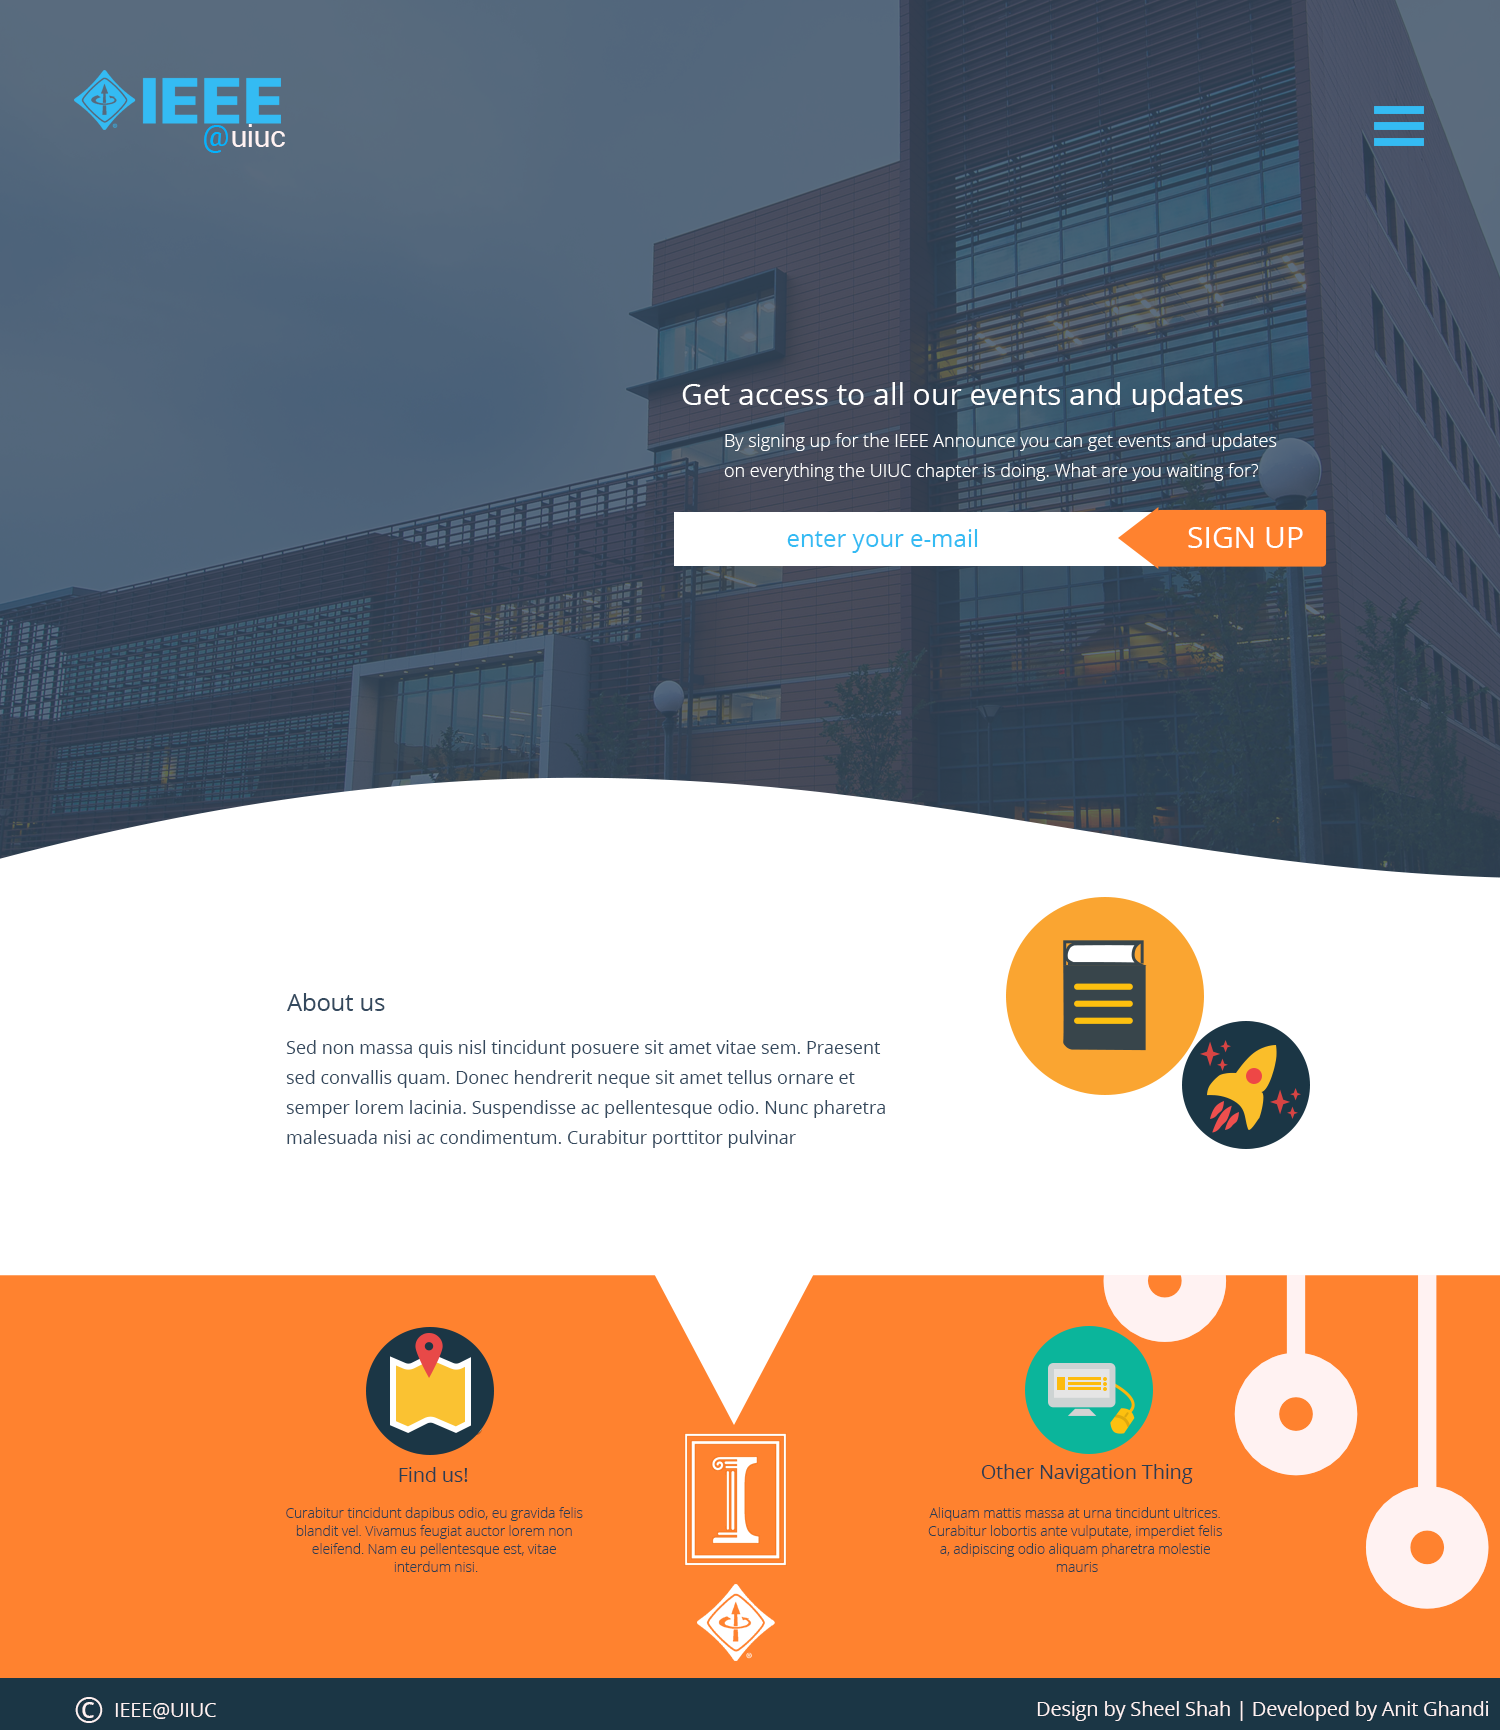 IEEE
@uiuc
Get access to all our events and updates
By signing up for the IEEE Announce you can get events and updates
on everything the UIUC chapter is doing. What are you waiting for?
enter your e-mail
SIGN UP
About us
Sed non massa quis nisl tincidunt posuere sit amet vitae sem. Praesent
sed convallis quam. Donec hendrerit neque sit amet tellus ornare et
semper lorem lacinia. Suspendisse ac pellentesque odio. Nunc pharetra
malesuada nisi ac condimentum. Curabitur porttitor pulvinar
Find us!
Curabitur tincidunt dapibus odio, eu gravida felis
blandit vel. Vivamus feugiat auctor lorem non
eleifend. Nam eu pellentesque est, vitae
interdum nisi.
I
®
Other Navigation Thing
Aliquam mattis massa at urna tincidunt ultrices.
Curabitur lobortis ante vulputate, imperdiet felis
a, adipiscing odio aliquam pharetra molestie
mauris
© IEEE@UIUC
Design by Sheel Shah | Developed by Anit Ghandi